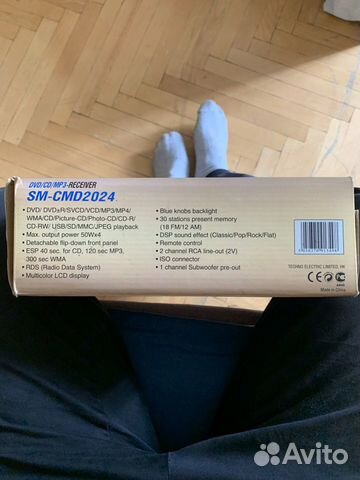 DVD/CD/MP3-RECEIVER
SM-CMD2024
• DVD/ DVD±R/SVCD/VCD/MP3/MP4/
WMA/CD/Picture-CD/Photo-CD/CD-R/
CD-RW/ USB/SD/MMC/JPEG playback
• Max. output power 50Wx4
• Detachable flip-down front panel
• ESP 40 sec. for CD, 120 sec MP3,
300 sec WMA
• RDS (Radio Data System)
• Multicolor LCD display
• Blue knobs backlight
• 30 stations present memory
(18 FM/12 AM)
• DSP sound effect (Classic/Pop/Rock/Flat)
• Remote control
• 2 channel RCA line-out (2V)
• ISO connector
• 1 channel Subwoofer pre-out
TECHNO ELECTRIC LIMITED, HK
CE
Made in China
Avito